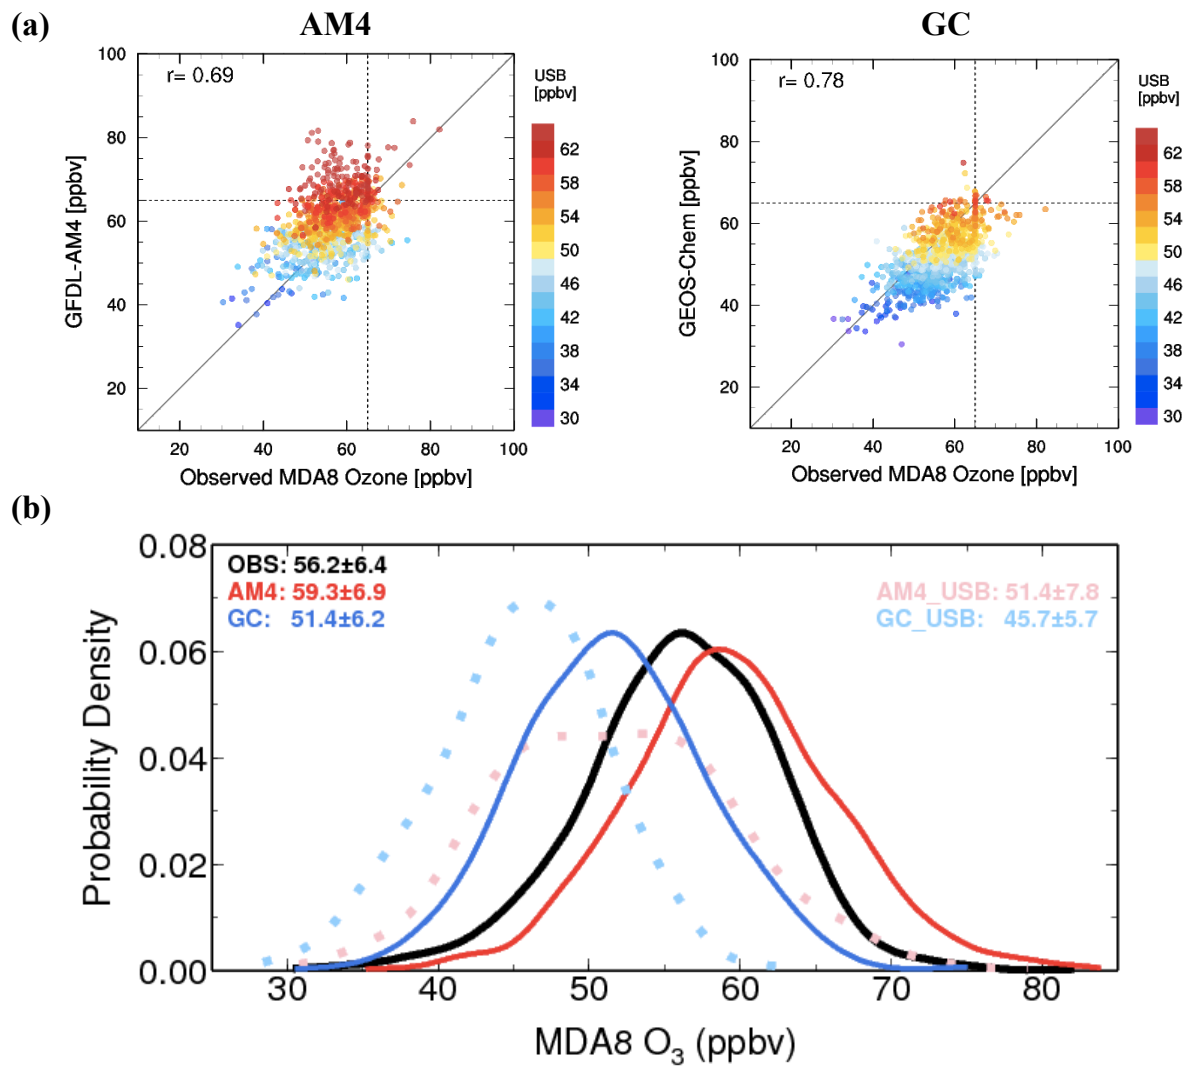 (a)
AM4
GC
r= 0.69
USB
[ppbv]
100
80
60
40
20
GFDL-AM4 [ppbv]
20
40
60
80
100
Observed MDA8 Ozone [ppbv]
62
58
54
50
46
42
38
34
30
r= 0.78
USB
[ppbv]
100
80
60
40
20
GEOS-Chem [ppbv]
20
40
60
80
100
Observed MDA8 Ozone [ppbv]
62
58
54
50
46
42
38
34
30
(b)
OBS: 56.2±6.4
AM4: 59.3±6.9
GC: 51.4±6.2
AM4_USB: 51.4±7.8
GC_USB: 45.7±5.7
0.08
0.06
0.04
0.02
0.00
Probability Density
30
40
50
60
70
80
MDA8 O₃ (ppbv)